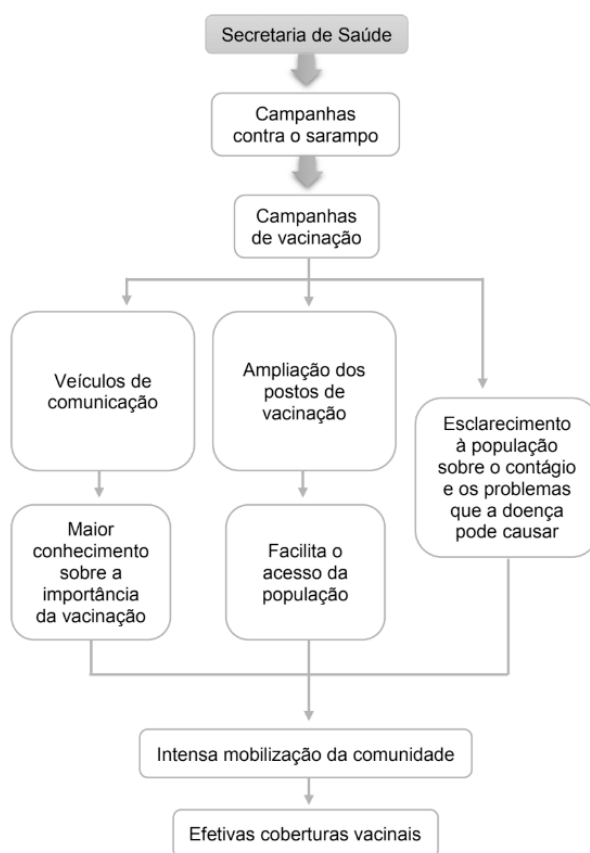 Secretaria de Saúde
Campanhas
contra o sarampo
Campanhas
de vacinação
Veículos de
comunicação
Ampliação dos
postos de
vacinação
Esclarecimento
à população
sobre o contágio
e os problemas
que a doença
pode causar
Maior
conhecimento
sobre a
importância
da vacinação
Facilita o
acesso da
população
Intensa mobilização da comunidade
Efetivas coberturas vacinais